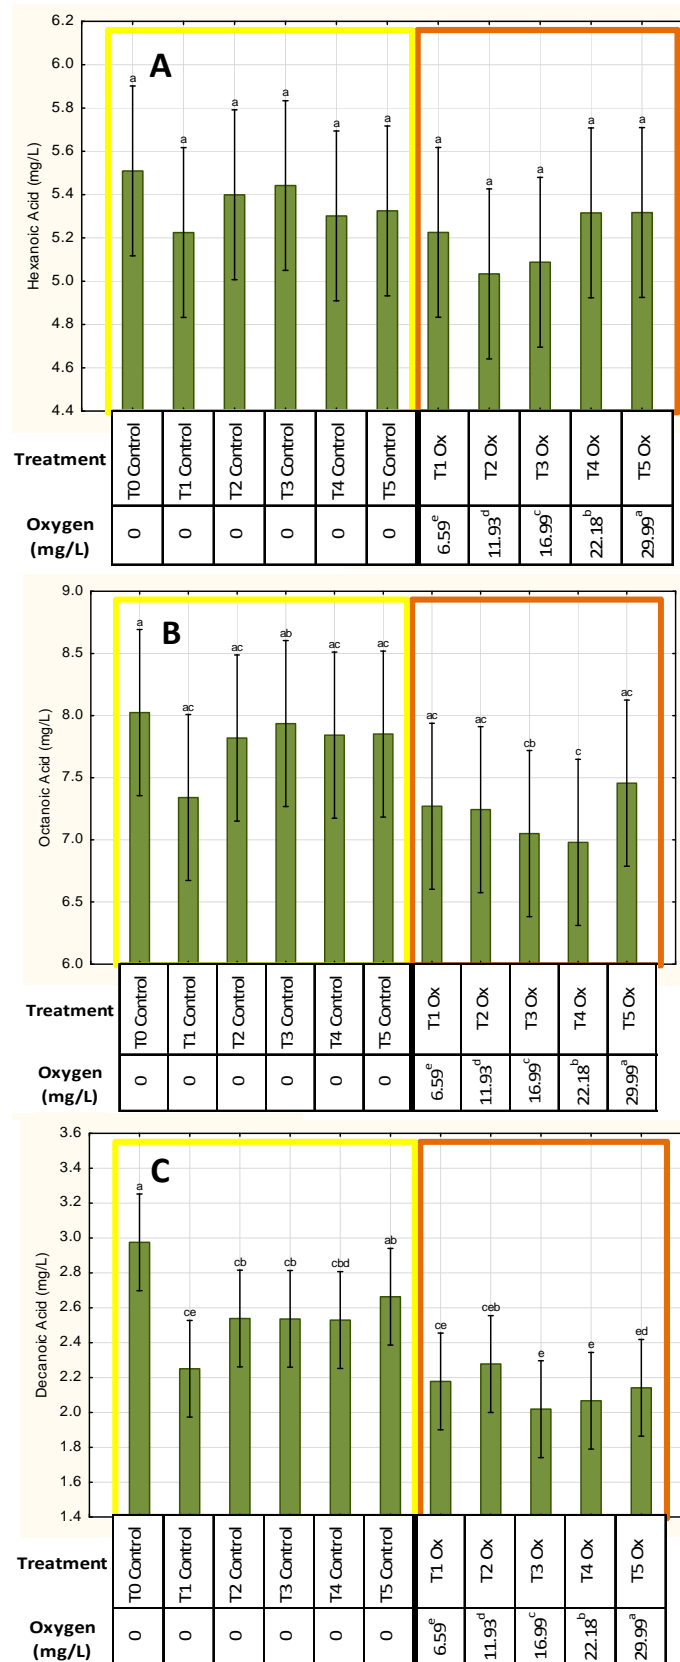 A
Hexanoic Acid (mg/L)
6.2
6.0
5.8
5.6
5.4
5.2
5.0
4.8
4.6
4.4
a a a a a a a a a a a
Treatment T0 Control T1 Control T2 Control T3 Control T4 Control T5 Control T1 Ox T2 Ox T3 Ox T4 Ox T5 Ox
Oxygen (mg/L) 0 0 0 0 0 0 6.59e 11.93d 16.99c 22.18b 29.99a
B
Octanoic Acid (mg/L)
9.0
8.5
8.0
7.5
7.0
6.5
6.0
a ac ac ab ac ac ac ac cb c ac
Treatment T0 Control T1 Control T2 Control T3 Control T4 Control T5 Control T1 Ox T2 Ox T3 Ox T4 Ox T5 Ox
Oxygen (mg/L) 0 0 0 0 0 0 6.59e 11.93d 16.99c 22.18b 29.99a
C
Decanoic Acid (mg/L)
3.6
3.4
3.2
3.0
2.8
2.6
2.4
2.2
2.0
1.8
1.6
1.4
a ce cb cb cbd ab ce ceb e e ed
Treatment T0 Control T1 Control T2 Control T3 Control T4 Control T5 Control T1 Ox T2 Ox T3 Ox T4 Ox T5 Ox
Oxygen (mg/L) 0 0 0 0 0 0 6.59e 11.93d 16.99c 22.18b 29.99a